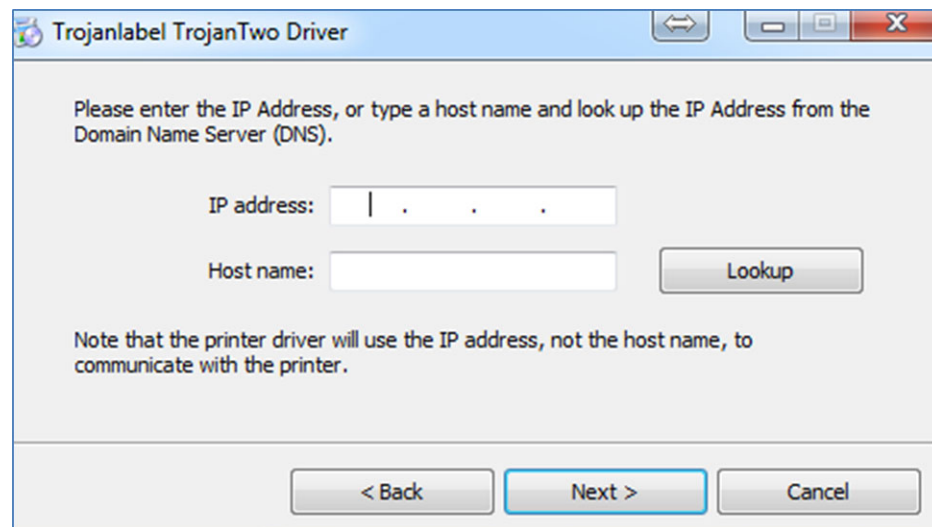 Trojanlabel TrojanTwo Driver
Please enter the IP Address, or type a host name and look up the IP Address from the
Domain Name Server (DNS).
IP address: . . .
Host name:
Lookup
Note that the printer driver will use the IP address, not the host name, to
communicate with the printer.
< Back
Next >
Cancel